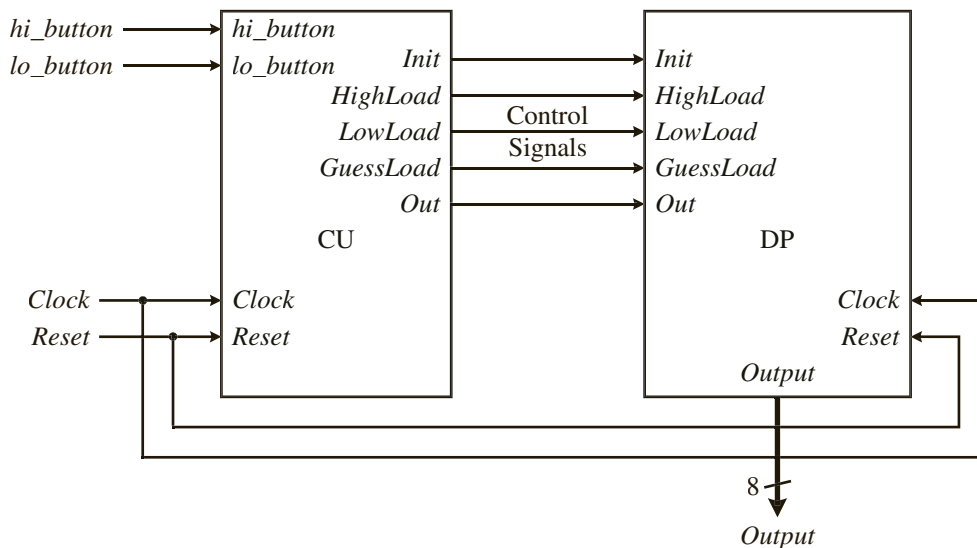 hi_button
lo_button
hi_button
lo_button
Init
HighLoad
LowLoad
GuessLoad
Out
CU
Clock
Reset
Clock
Reset
Control
Signals
Init
HighLoad
LowLoad
GuessLoad
Out
DP
Clock
Reset
Output
8
Output